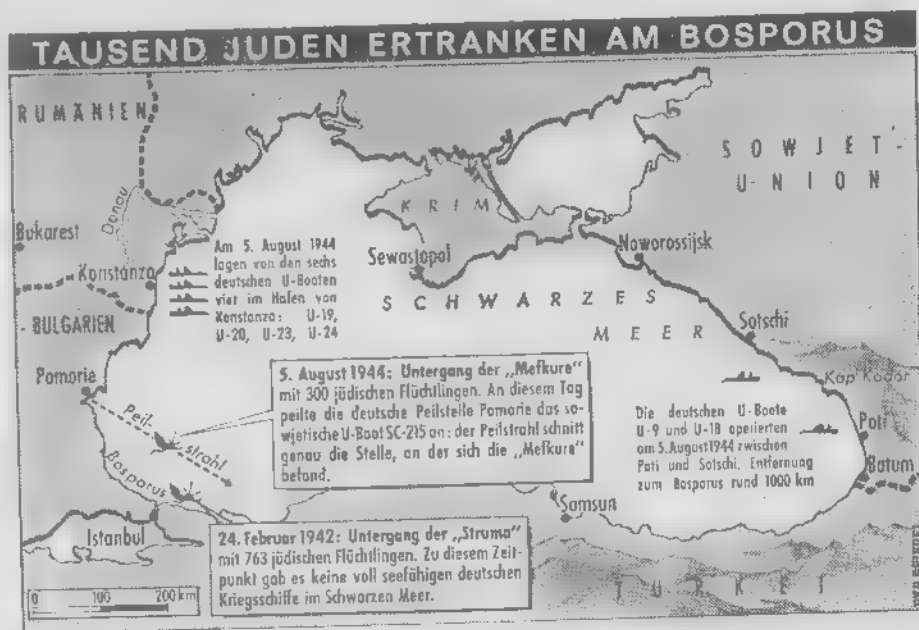 TAUSEND JUDEN ERTRANKEN AM BOSPORUS
RUMÄNIEN
SOWJET-
UNION
Donau
KRIM
Bukarest
Am 5. August 1944
lagen von den sechs
deutschen U-Booten
vier im Hafen von
Konstanza: U-19,
U-20, U-23, U-24
Sewastopol
Noworossijsk
Konstanza
SCHWARZES
MEER
BULGARIEN
Sotschi
Pomorie
5. August 1944: Untergang der „Mefkure"
mit 300 jüdischen Flüchtlingen. An diesem Tag
peilte die deutsche Peilstelle Pomorie das so-
wjetische U-Boot SC-215 an: der Peilstrahl schnitt
genau die Stelle, an der sich die „Mefkure"
befand.
Kap Kodor
Peil-
strahl
Die deutschen U-Boote
U-9 und U-18 operierten
am 5. August 1944 zwischen
Poti und Sotschi. Entfernung
zum Bosporus rund 1000 km
Poti
Batum
Bosporus
Samsun
Istanbul
24. Februar 1942: Untergang der „Struma"
mit 763 jüdischen Flüchtlingen. Zu diesem Zeit-
punkt gab es keine voll seefähigen deutschen
Kriegsschiffe im Schwarzen Meer.
TÜRKEI
0 100 200 km